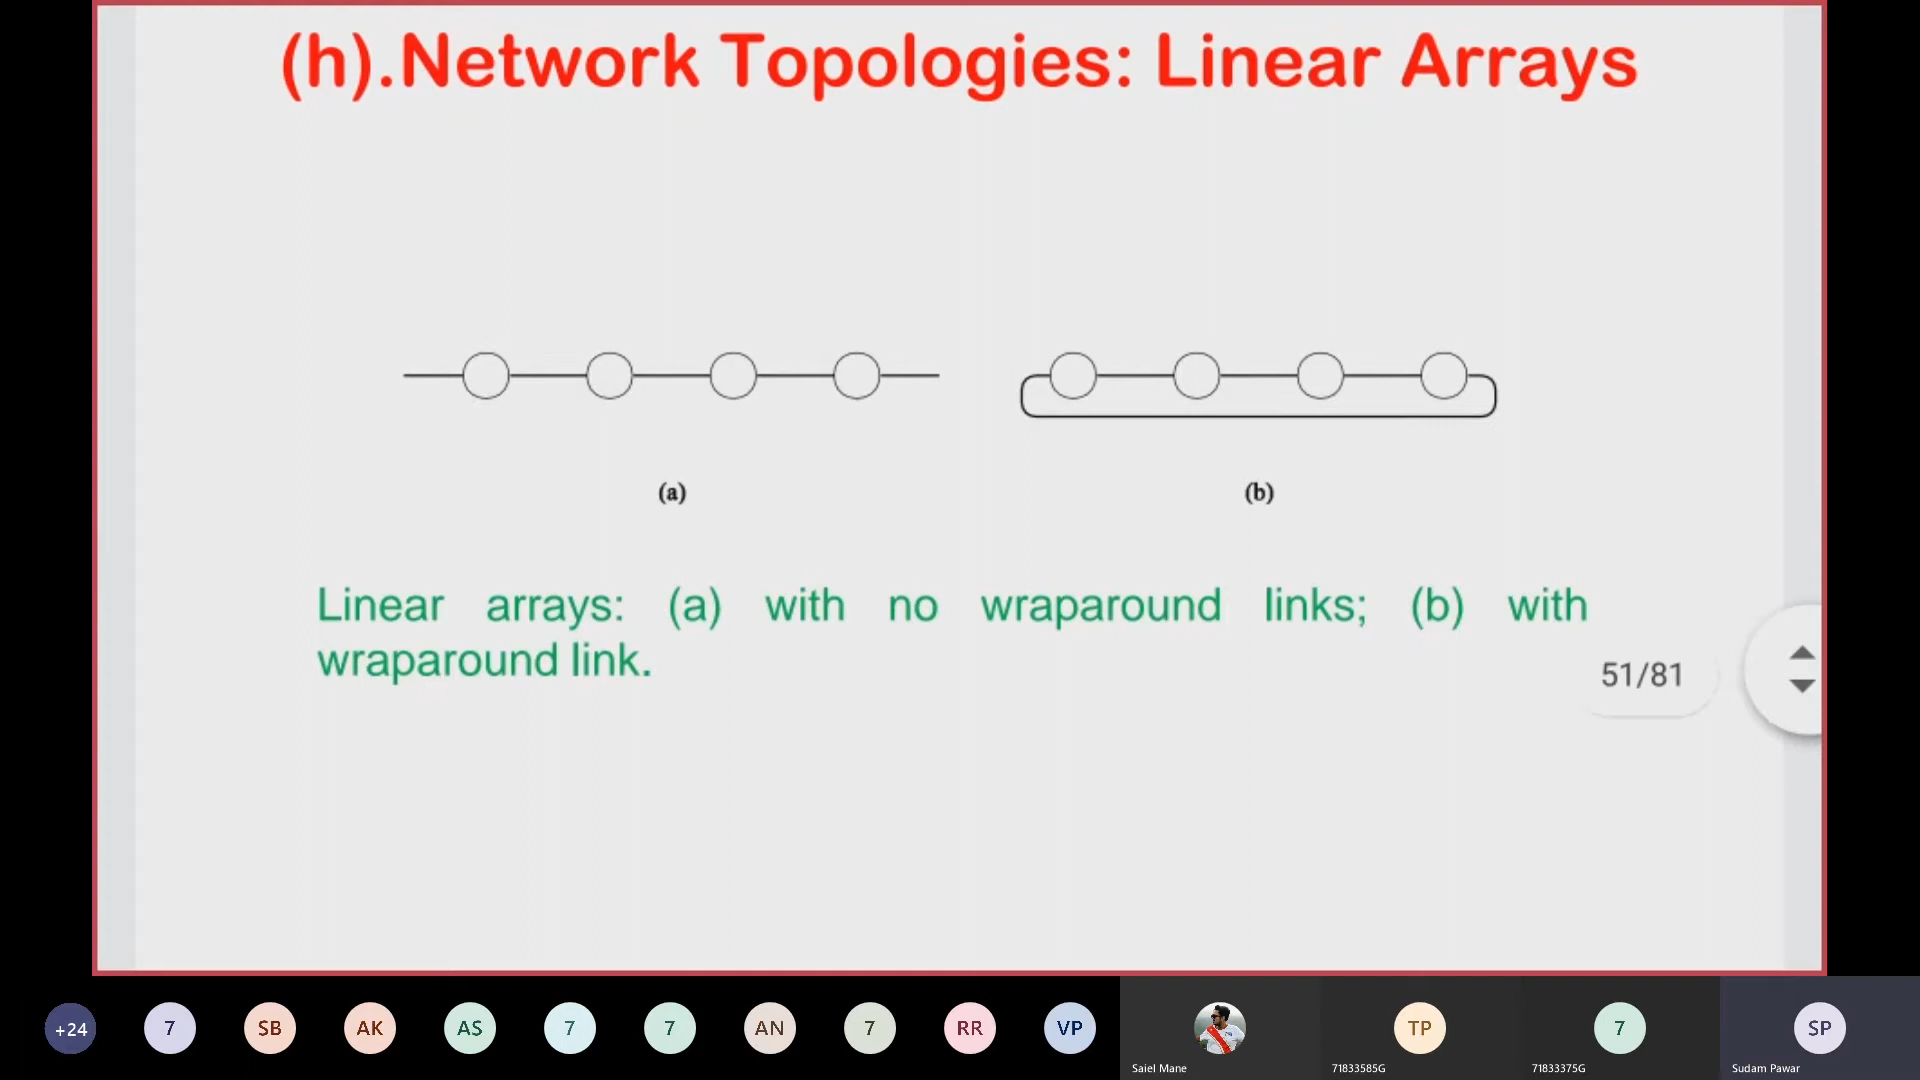 (h).Network Topologies: Linear Arrays
(a)
(b)
Linear arrays: (a) with no wraparound links; (b) with
wraparound link.
51/81
+24
7
SB
AK
AS
7
7
AN
7
RR
VP
TP
7
SP
Saiel Mane
71833585G
71833375G
Sudam Pawar